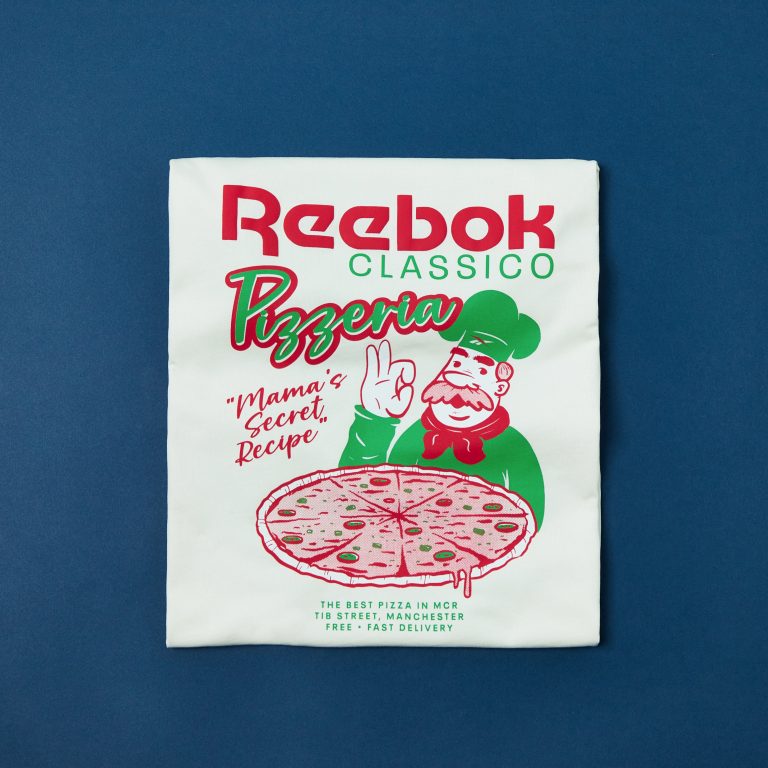 Reebok
CLASSICO
Pizzeria
"Mama's
Secret
Recipe"
THE BEST PIZZA IN MCR
TIB STREET, MANCHESTER
FREE • FAST DELIVERY